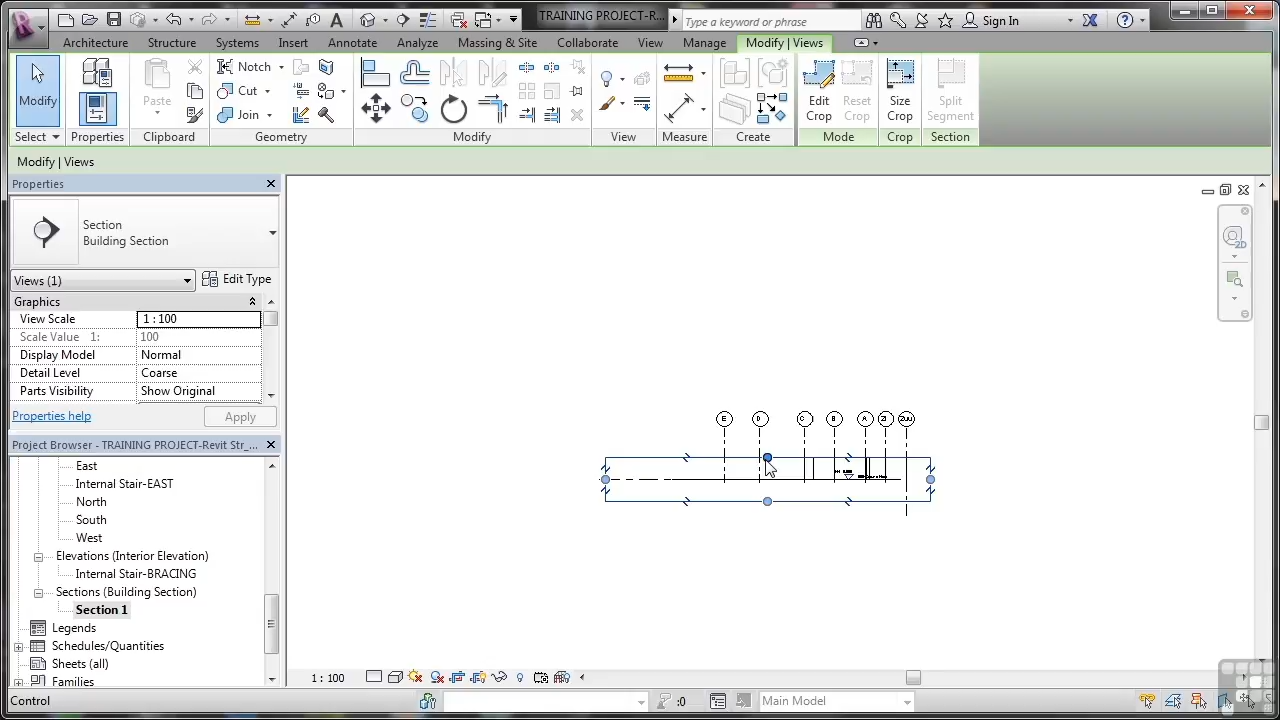 TRAINING PROJECT-R...
Type a keyword or phrase
Sign In
Architecture Structure Systems Insert Annotate Analyze Massing & Site Collaborate View Manage Modify | Views
Modify
Select
Properties
Paste
Clipboard
Notch
Cut
Join
Geometry
Modify
View
Measure
Create
Edit Crop
Reset Crop
Mode
Size Crop
Crop
Split Segment
Section
Modify | Views
Properties
Section
Building Section
Views (1)
Edit Type
Graphics
View Scale 1 : 100
Scale Value 1: 100
Display Model Normal
Detail Level Coarse
Parts Visibility Show Original
Properties help
Apply
Project Browser - TRAINING PROJECT-Revit Str_...
East
Internal Stair-EAST
North
South
West
Elevations (Interior Elevation)
Internal Stair-BRACING
Sections (Building Section)
Section 1
Legends
Schedules/Quantities
Sheets (all)
Families
E D C B A
2D
1 : 100
Control
:0
Main Model